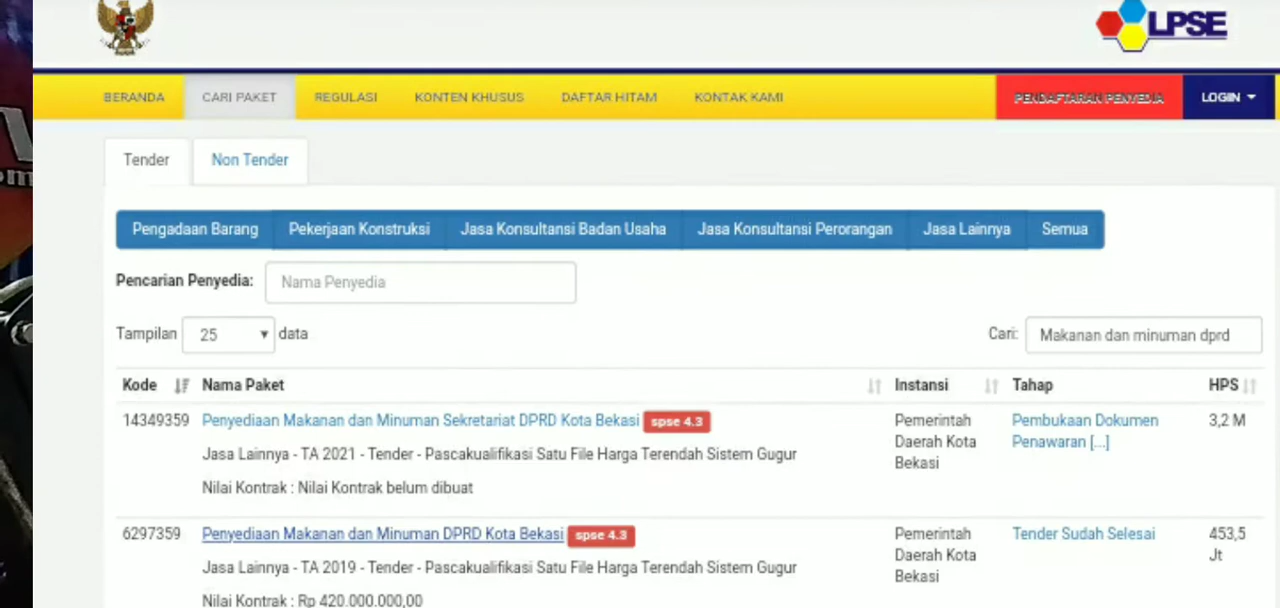 LPSE
BERANDA CARI PAKET REGULASI KONTEN KHUSUS DAFTAR HITAM KONTAK KAMI PENDAFTARAN PENYEDIA LOGIN
Tender Non Tender
Pengadaan Barang Pekerjaan Konstruksi Jasa Konsultansi Badan Usaha Jasa Konsultansi Perorangan Jasa Lainnya Semua
Pencarian Penyedia: Nama Penyedia
Tampilan 25 data Cari: Makanan dan minuman dprd
Kode Nama Paket Instansi Tahap HPS
14349359 Penyediaan Makanan dan Minuman Sekretariat DPRD Kota Bekasi spse 4.3 Pemerintah Pembukaan Dokumen 3,2 M
Daerah Kota Penawaran [...]
Jasa Lainnya - TA 2021 - Tender - Pascakualifikasi Satu File Harga Terendah Sistem Gugur Bekasi
Nilai Kontrak : Nilai Kontrak belum dibuat
6297359 Penyediaan Makanan dan Minuman DPRD Kota Bekasi spse 4.3 Pemerintah Tender Sudah Selesai 453,5
Daerah Kota Jt
Jasa Lainnya - TA 2019 - Tender - Pascakualifikasi Satu File Harga Terendah Sistem Gugur Bekasi
Nilai Kontrak : Rp 420.000.000,00